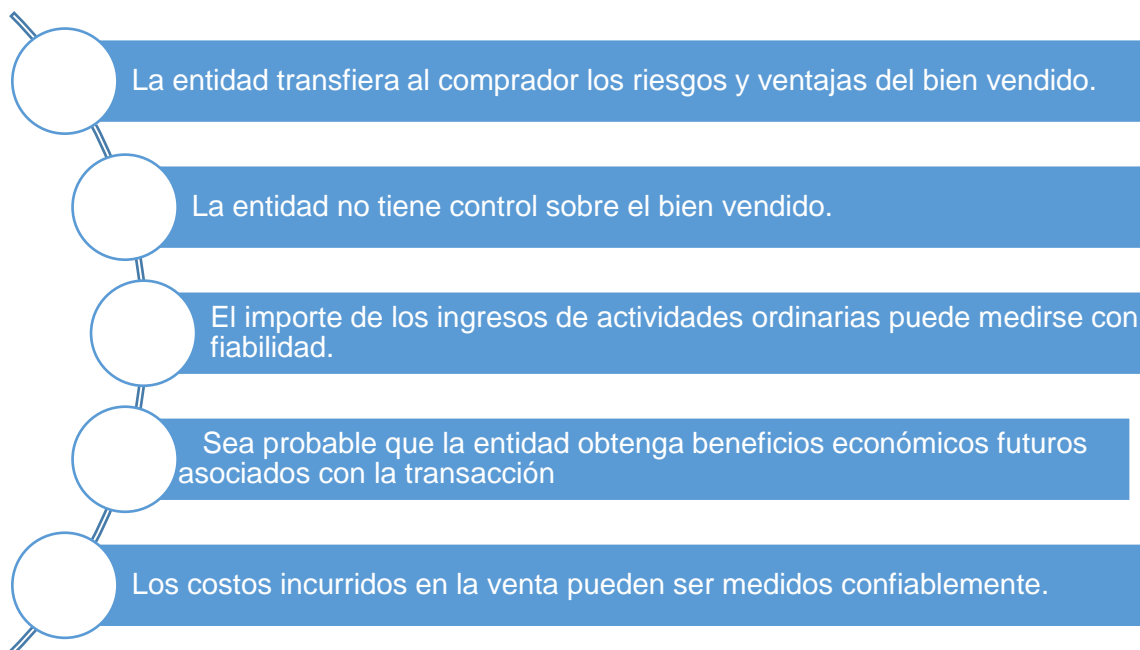 La entidad transfiera al comprador los riesgos y ventajas del bien vendido.
La entidad no tiene control sobre el bien vendido.
El importe de los ingresos de actividades ordinarias puede medirse con
fiabilidad.
Sea probable que la entidad obtenga beneficios económicos futuros
asociados con la transacción
Los costos incurridos en la venta pueden ser medidos confiablemente.